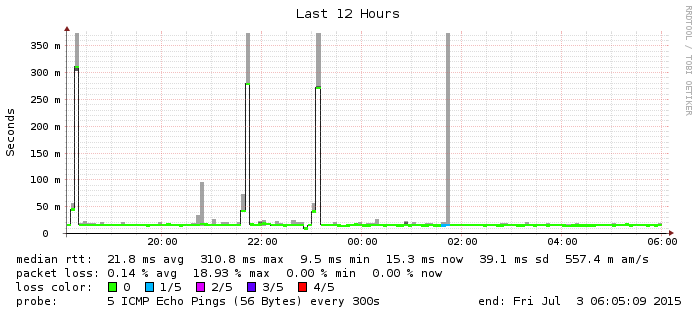 Last 12 Hours
RRDTOOL / TOBI OETIKER
Seconds
350 m
300 m
250 m
200 m
150 m
100 m
50 m
0
20:00 22:00 00:00 02:00 04:00 06:00
median rtt: 21.8 ms avg 310.8 ms max 9.5 ms min 15.3 ms now 39.1 ms sd 557.4 m am/s
packet loss: 0.14 % avg 18.93 % max 0.00 % min 0.00 % now
loss color: 0 1/5 2/5 3/5 4/5
probe: 5 ICMP Echo Pings (56 Bytes) every 300s end: Fri Jul 3 06:05:09 2015